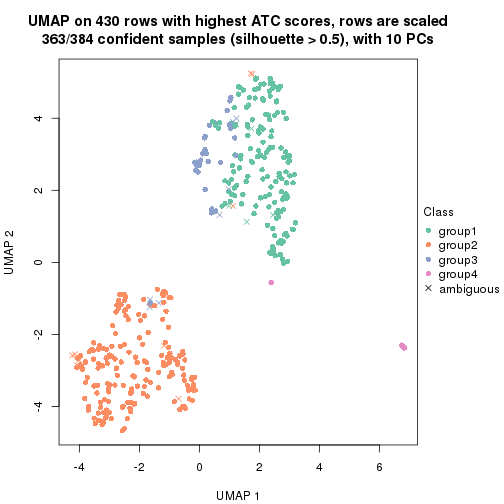 UMAP on 430 rows with highest ATC scores, rows are scaled
363/384 confident samples (silhouette > 0.5), with 10 PCs
4
2
0
-2
-4
UMAP 2
-4
-2
0
2
4
6
UMAP 1
Class
group1
group2
group3
group4
ambiguous